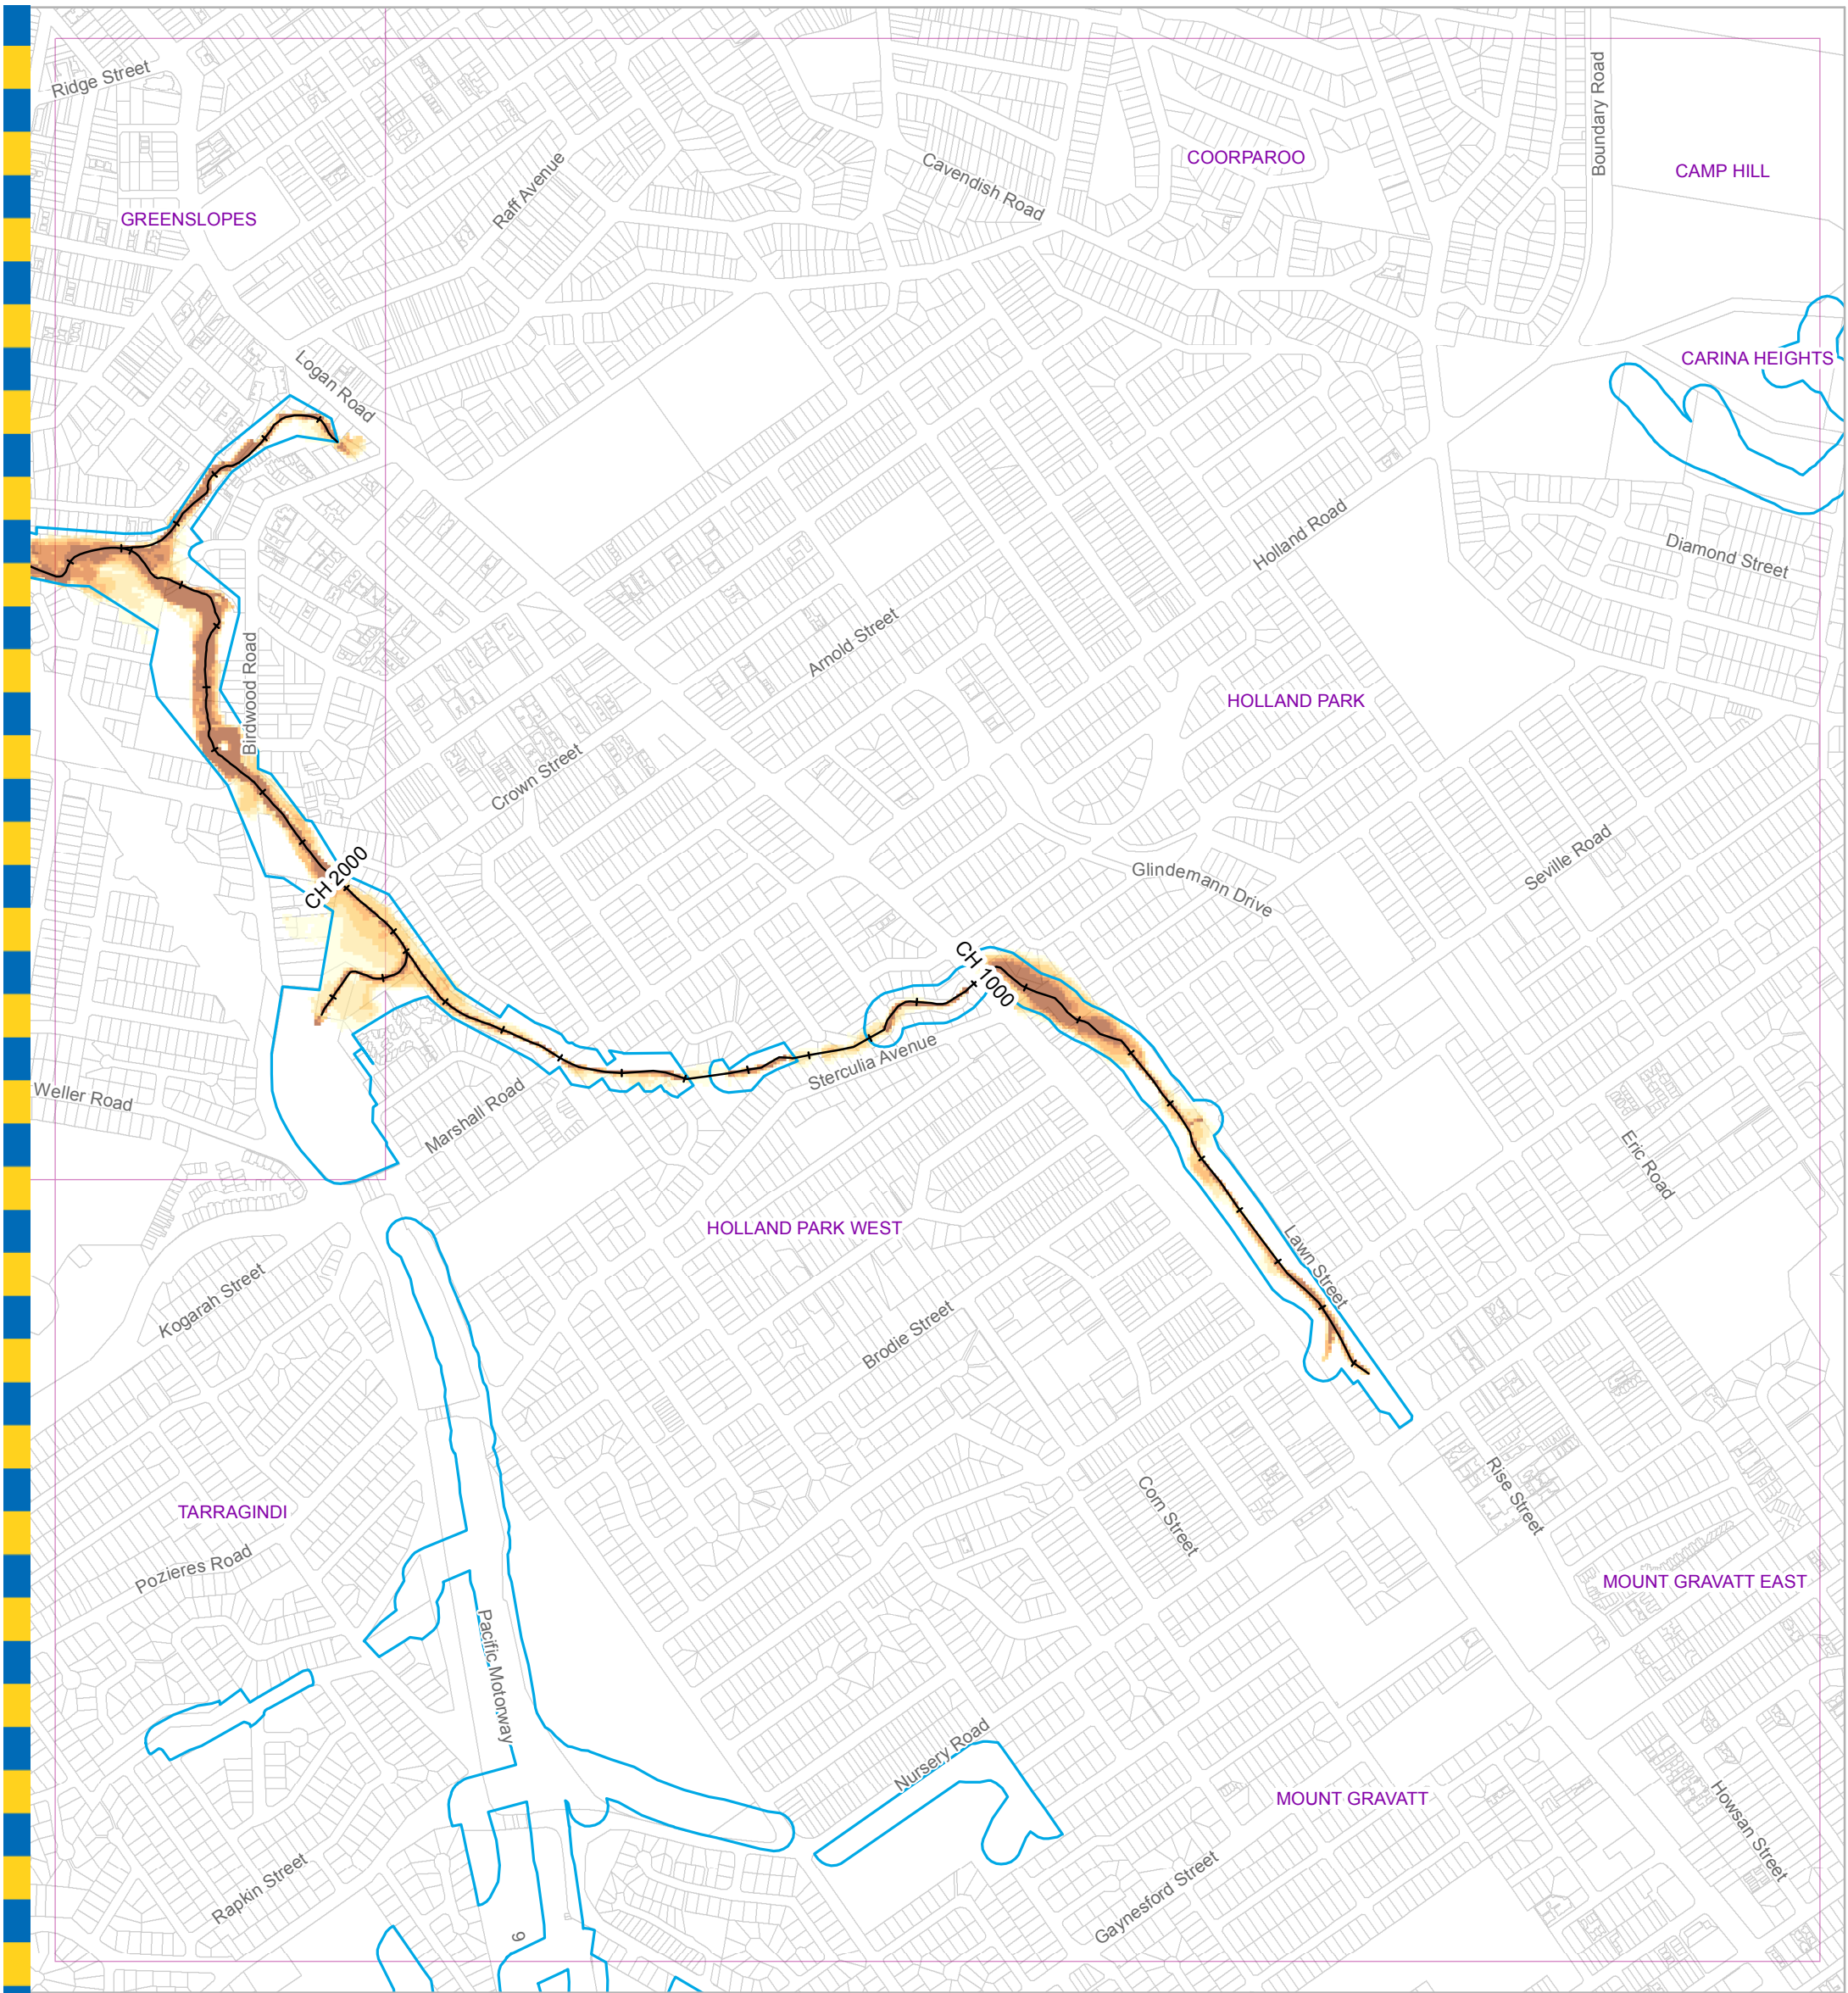 Ridge Street
Boundary Road
COORPAROO
CAMP HILL
Raff Avenue
Cavendish Road
GREENSLOPES
CARINA HEIGHTS
Logan Road
Holland Road
Diamond Street
Arnold Street
Birdwood Road
HOLLAND PARK
Crown Street
CH 2000
Glindemann Drive
Seville Road
CH 1000
Sterculia Avenue
Weller Road
Marshall Road
Eric Road
HOLLAND PARK WEST
Lawn Street
Kogarah Street
Brodie Street
TARRAGINDI
Corn Street
Rise Street
Pozieres Road
MOUNT GRAVATT EAST
Pacific Motorway
Nursery Road
MOUNT GRAVATT
Howsan Street
Rapkin Street
Gaynesford Street
9